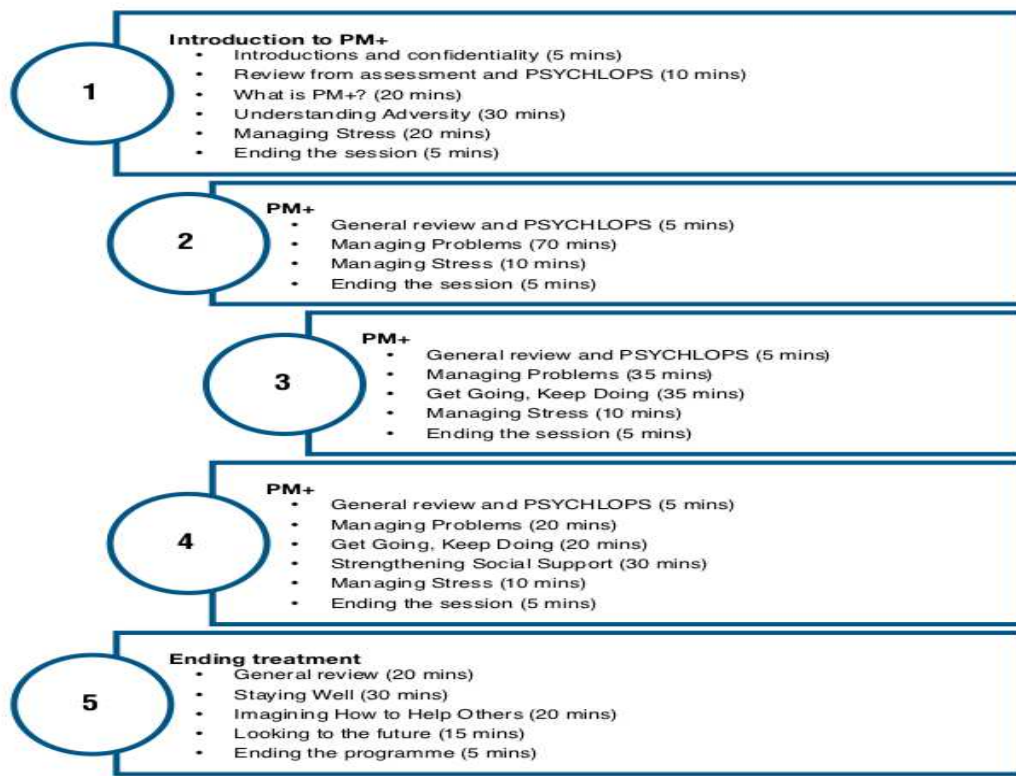 1
Introduction to PM+
• Introductions and confidentiality (5 mins)
• Review from assessment and PSYCHLOPS (10 mins)
• What is PM+? (20 mins)
• Understanding Adversity (30 mins)
• Managing Stress (20 mins)
• Ending the session (5 mins)
2
PM+
• General review and PSYCHLOPS (5 mins)
• Managing Problems (70 mins)
• Managing Stress (10 mins)
• Ending the session (5 mins)
3
PM+
• General review and PSYCHLOPS (5 mins)
• Managing Problems (35 mins)
• Get Going, Keep Doing (35 mins)
• Managing Stress (10 mins)
• Ending the session (5 mins)
4
PM+
• General review and PSYCHLOPS (5 mins)
• Managing Problems (20 mins)
• Get Going, Keep Doing (20 mins)
• Strengthening Social Support (30 mins)
• Managing Stress (10 mins)
• Ending the session (5 mins)
5
Ending treatment
• General review (20 mins)
• Staying Well (30 mins)
• Imagining How to Help Others (20 mins)
• Looking to the future (15 mins)
• Ending the programme (5 mins)